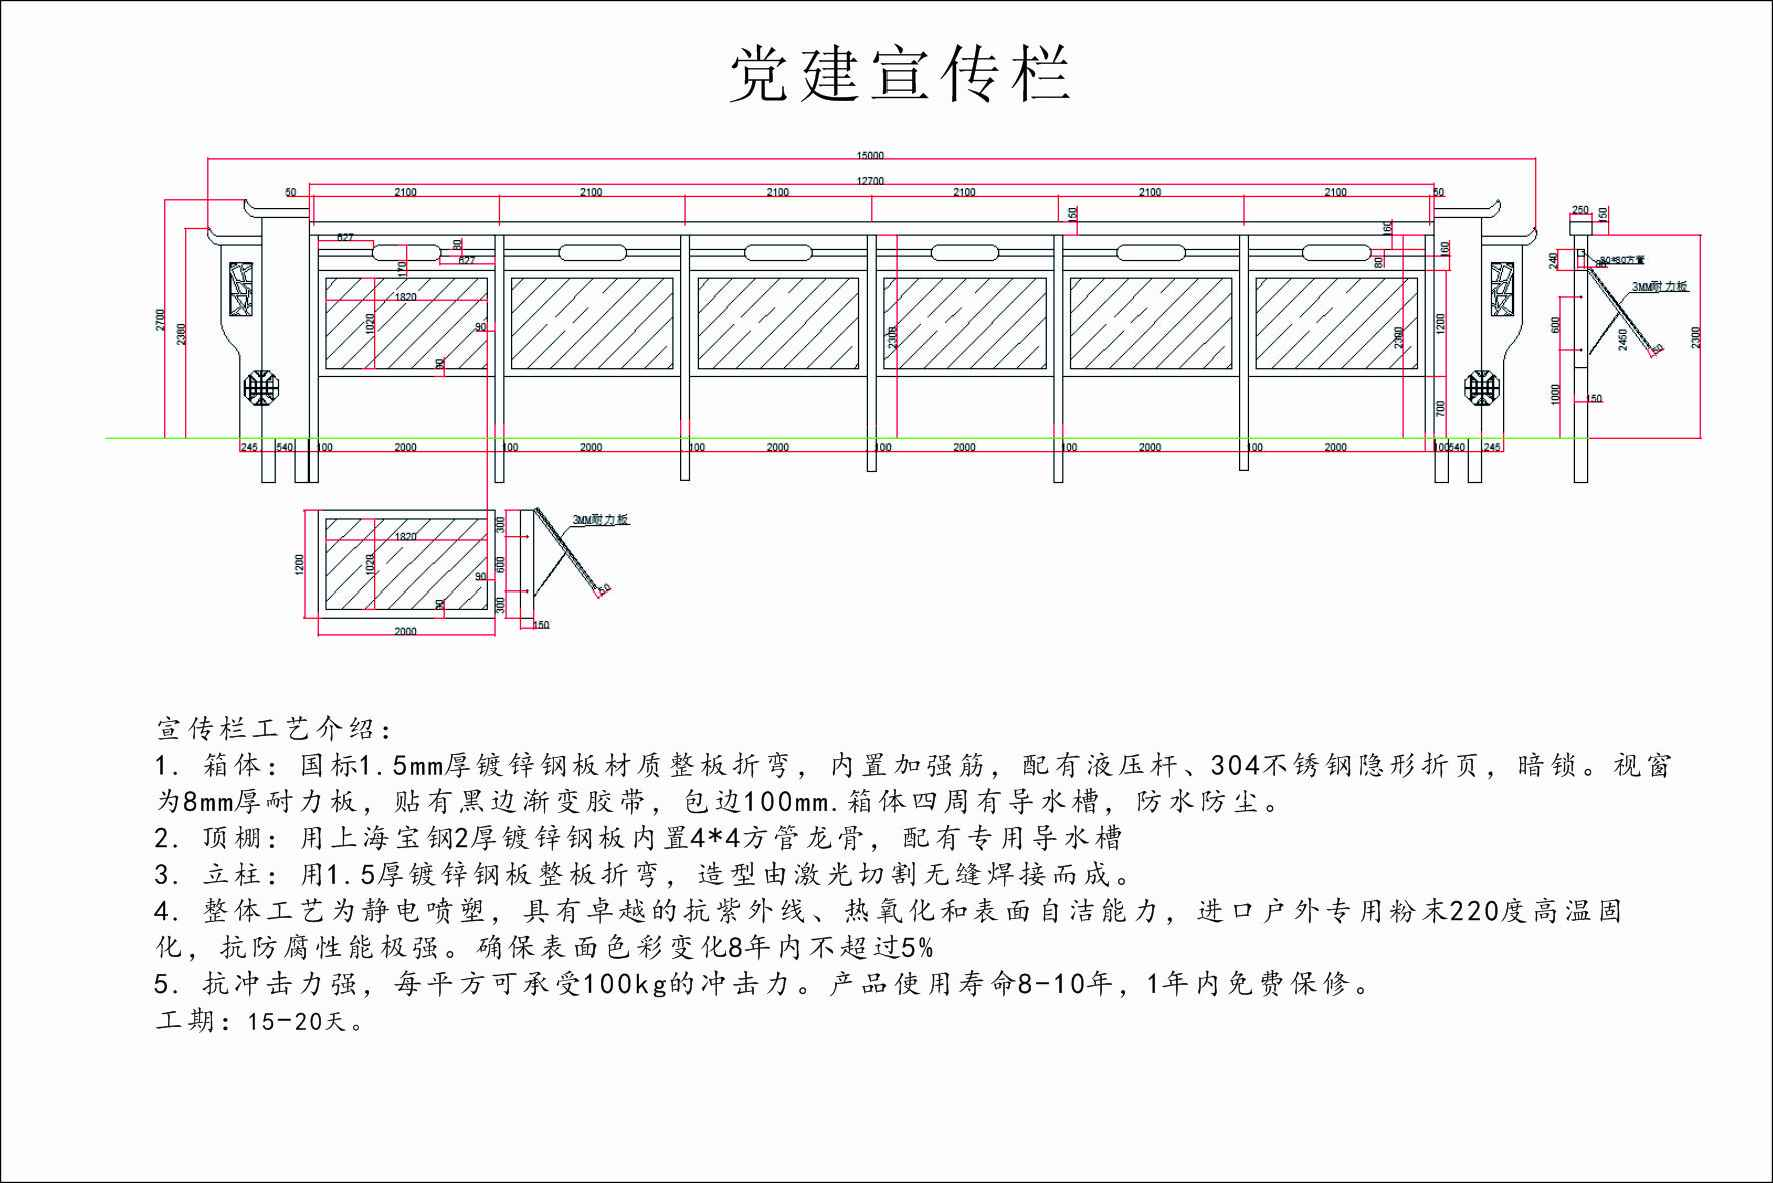 党建宣传栏
15000
12700
50 2100 2100 2100 2100 2100 2100 50
150
250 150
627 80 160 160
627 170 80
240 80*80方管
3MM耐力板
1820
1020
90
90
2700
2380
2300
2300
1200
700
600
1000
2450
50
2300
150
245 540 100 2000 100 2000 100 2000 100 2000 100 2000 100 2000 100 540 245
3MM耐力板
1820
1020
90
90
1200
2000
300
600
300
50
150
宣传栏工艺介绍：
1. 箱体：国标1.5mm厚镀锌钢板材质整板折弯，内置加强筋，配有液压杆、304不锈钢隐形折页，暗锁。视窗
为8mm厚耐力板，贴有黑边渐变胶带，包边100mm.箱体四周有导水槽，防水防尘。
2. 顶棚：用上海宝钢2厚镀锌钢板内置4*4方管龙骨，配有专用导水槽
3. 立柱：用1.5厚镀锌钢板整板折弯，造型由激光切割无缝焊接而成。
4. 整体工艺为静电喷塑，具有卓越的抗紫外线、热氧化和表面自洁能力，进口户外专用粉末220度高温固
化，抗防腐性能极强。确保表面色彩变化8年内不超过5%
5. 抗冲击力强，每平方可承受100kg的冲击力。产品使用寿命8-10年，1年内免费保修。
工期：15-20天。